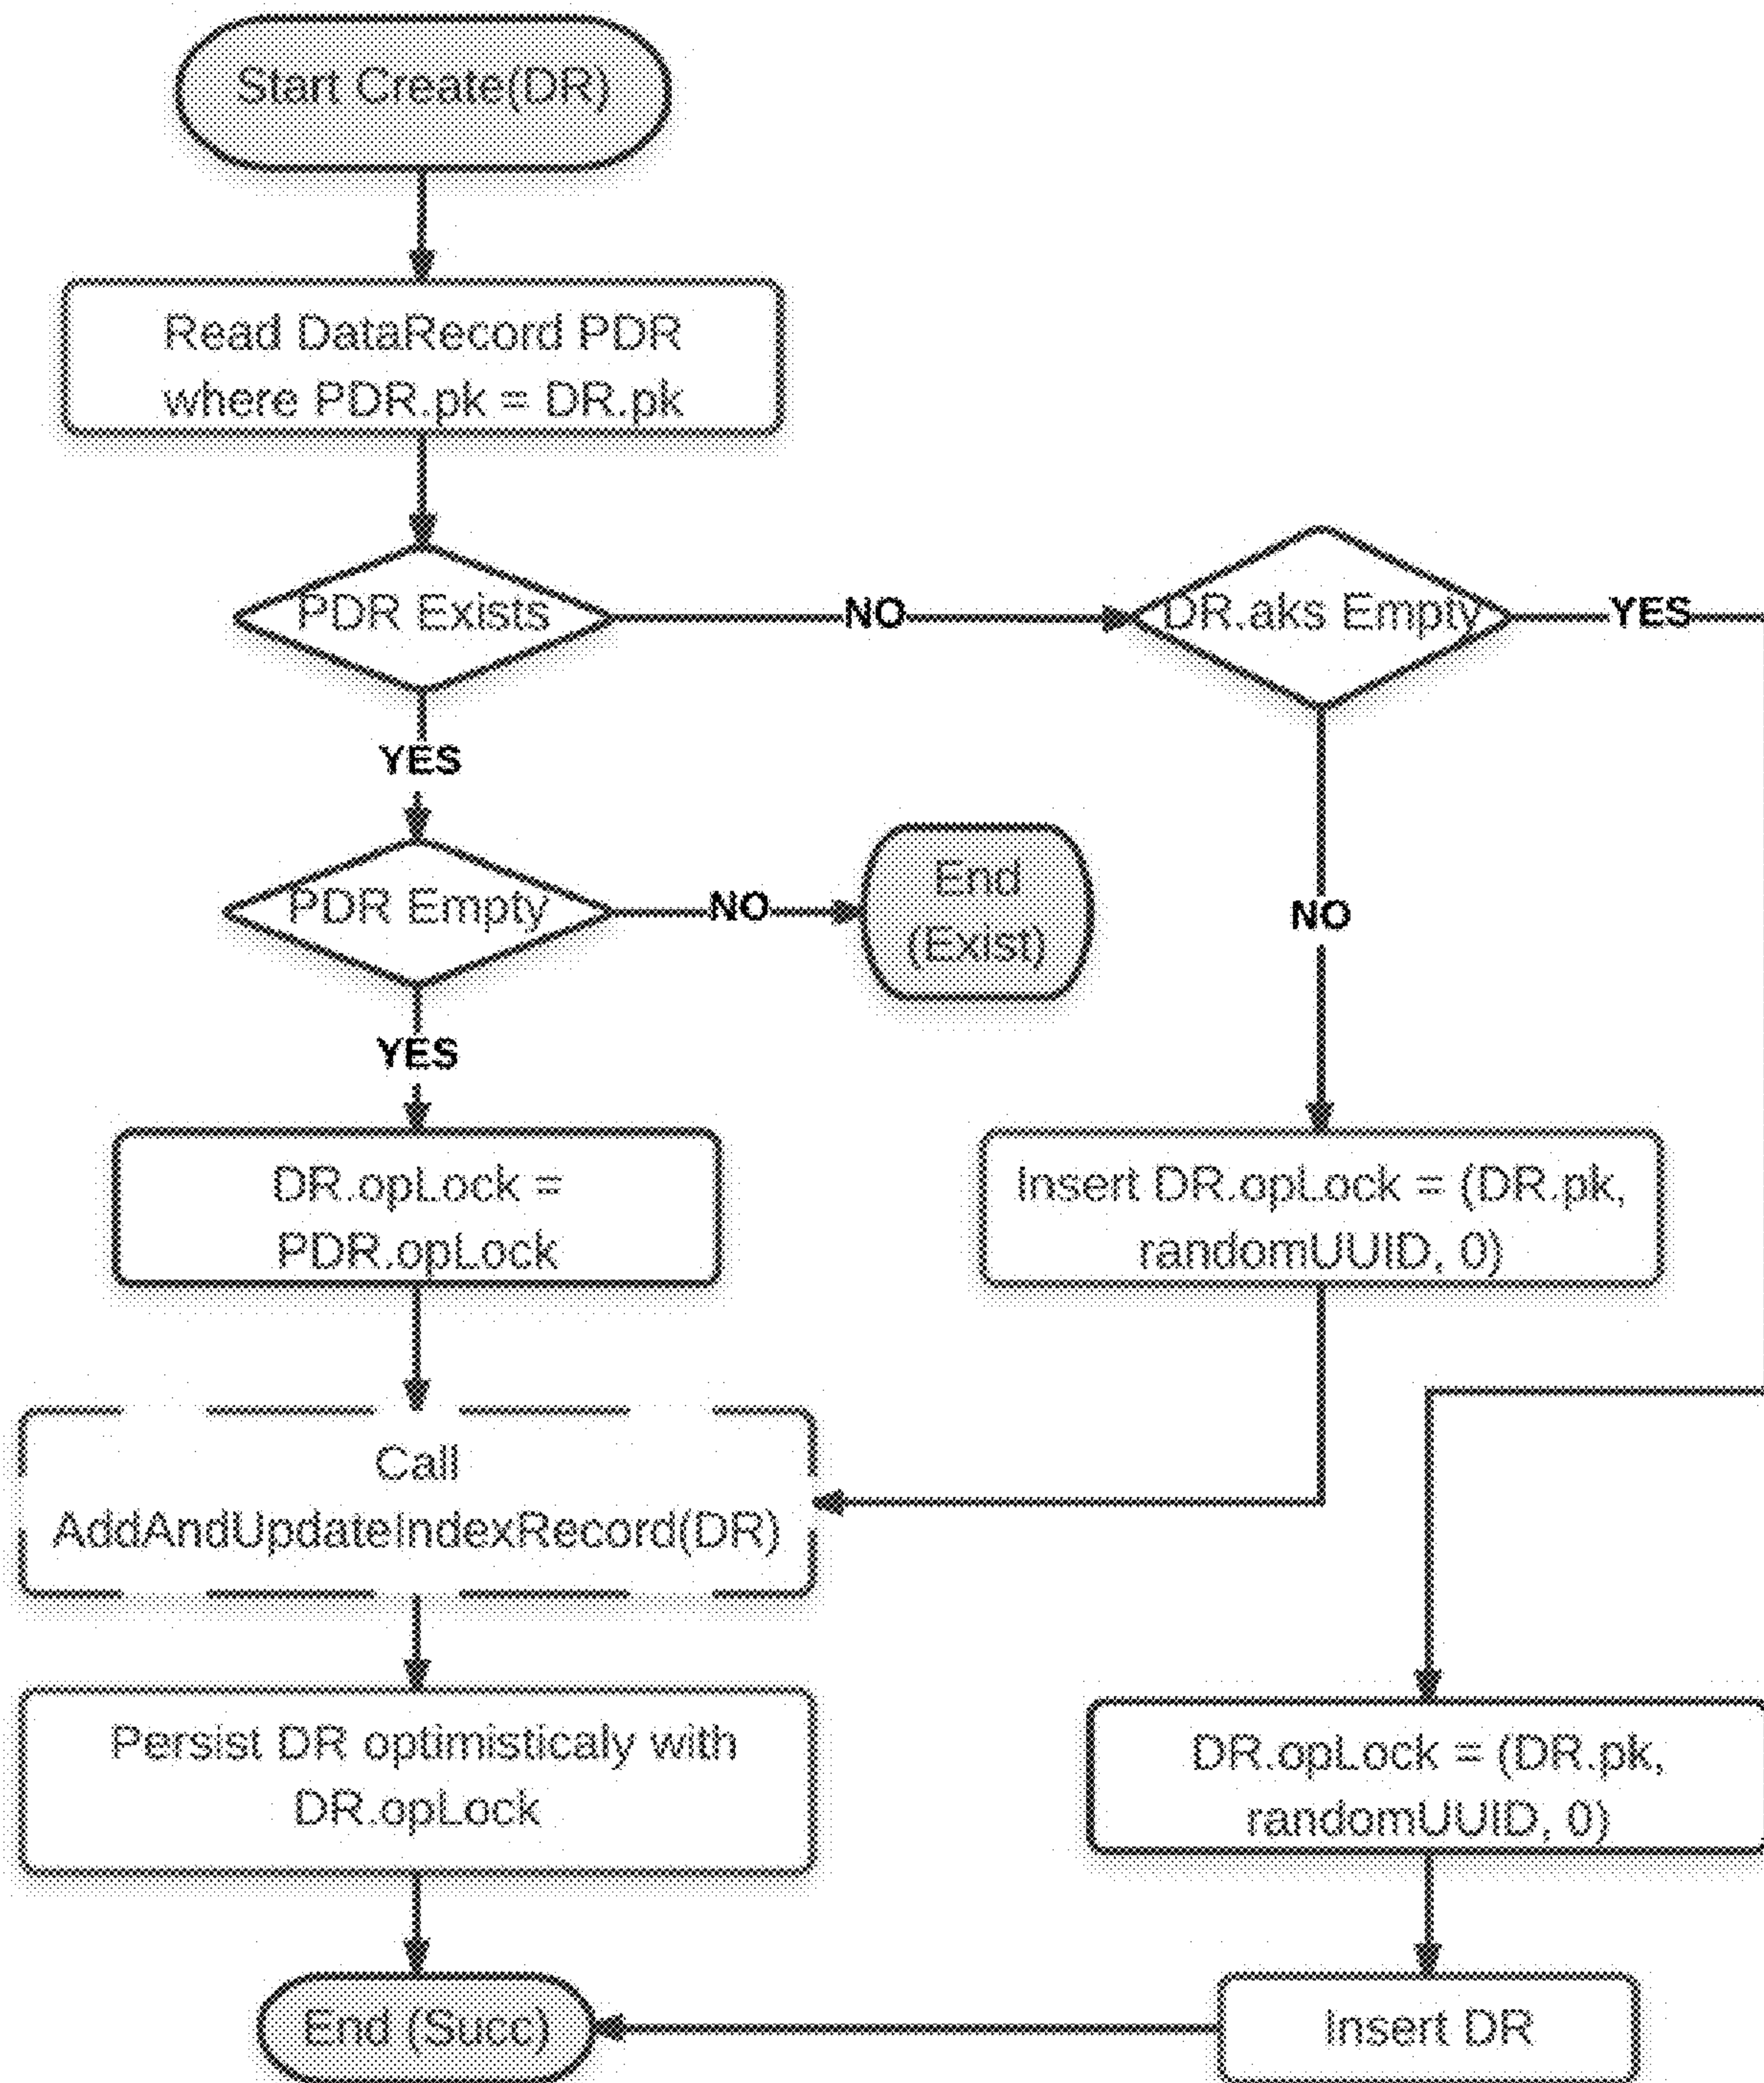 Start Create(DR)
Read DataRecord PDR
where PDR.pk = DR.pk
PDR Exists
NO
DR.aks Empty
YES
YES
PDR Empty
NO
End
(Exist)
NO
YES
DR.opLock =
PDR.opLock
Insert DR.opLock = (DR.pk,
randomUUID, 0)
Call
AddAndUpdateIndexRecord(DR)
Persist DR optimisticaly with
DR.opLock
DR.opLock = (DR.pk,
randomUUID, 0)
End (Succ)
Insert DR